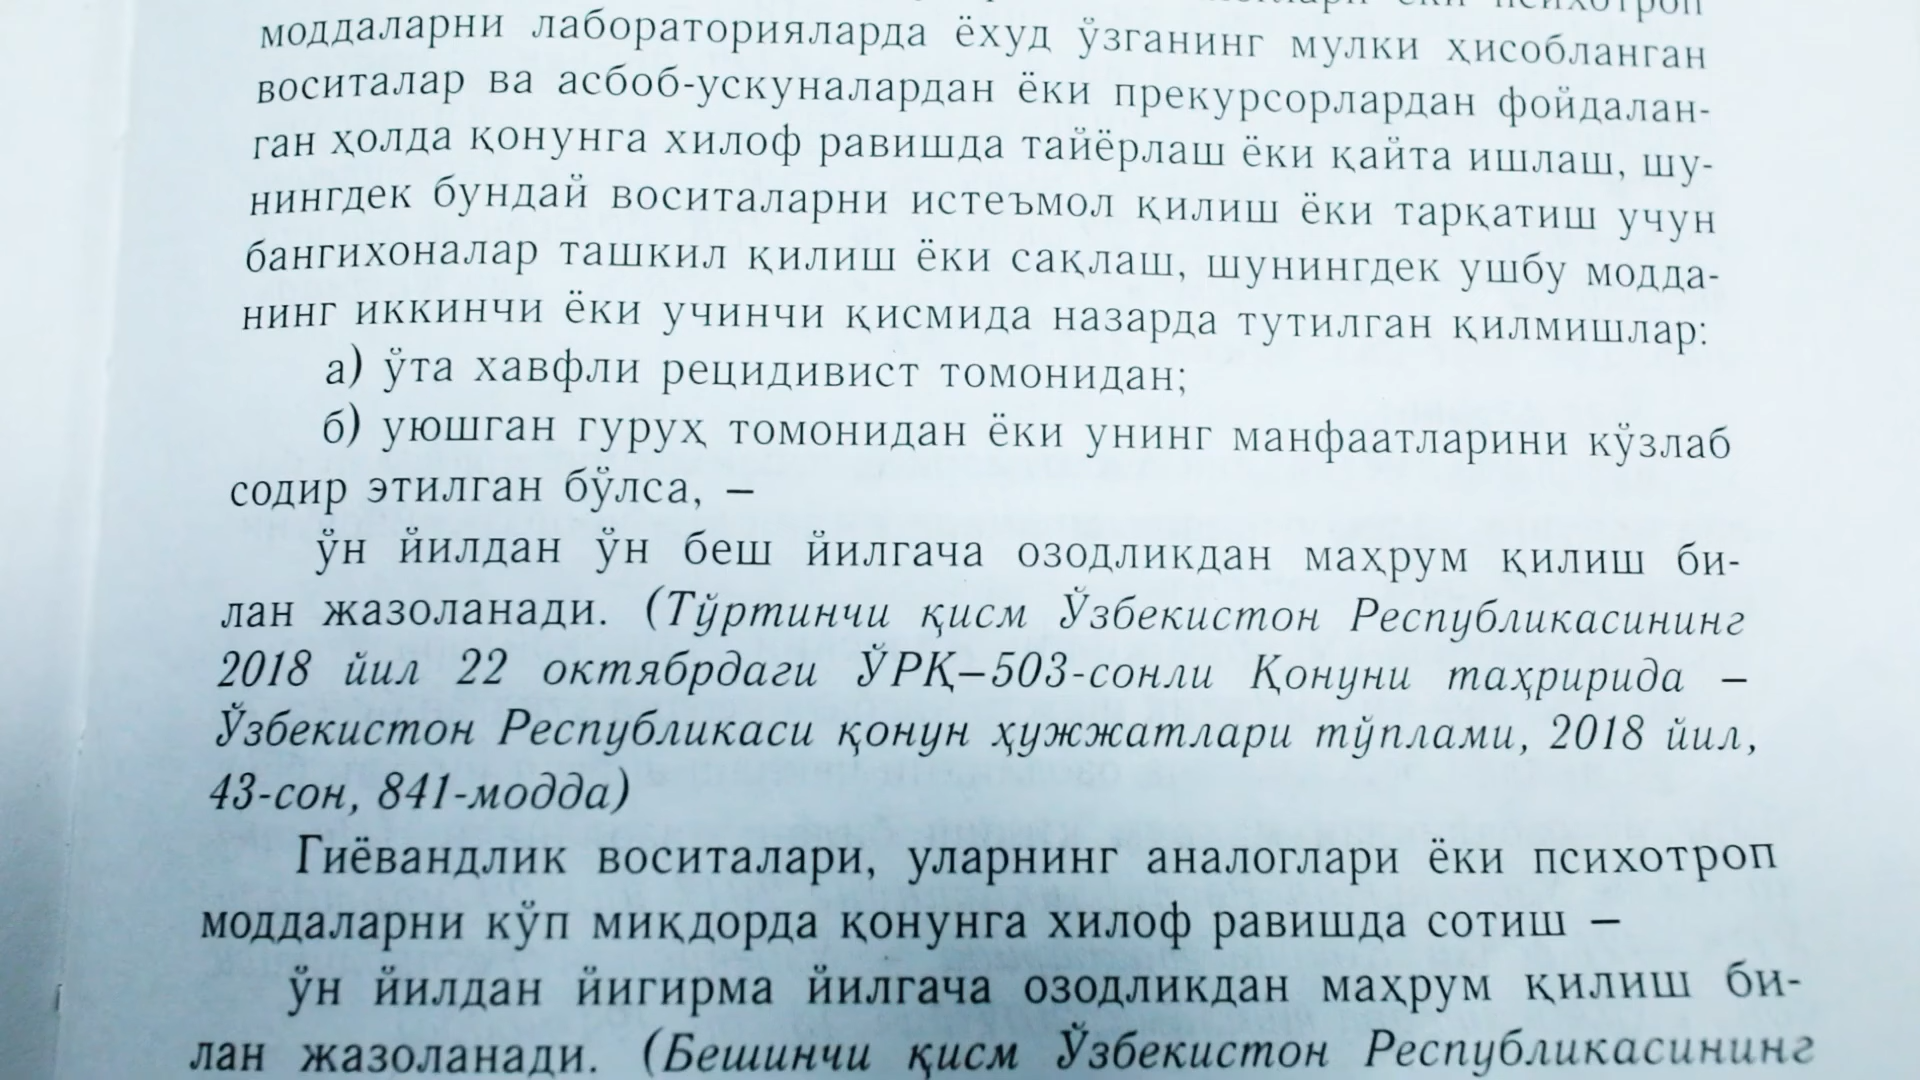 ёки психотроп
моддаларни лабораторияларда ёхуд ўзганинг мулки ҳисобланган
воситалар ва асбоб-ускуналардан ёки прекурсорлардан фойдалан-
ган ҳолда қонунга хилоф равишда тайёрлаш ёки қайта ишлаш, шу-
нингдек бундай воситаларни истеъмол қилиш ёки тарқатиш учун
бангихоналар ташкил қилиш ёки сақлаш, шунингдек ушбу модда-
нинг иккинчи ёки учинчи қисмида назарда тутилган қилмишлар:
а) ўта хавфли рецидивист томонидан;
б) уюшган гуруҳ томонидан ёки унинг манфаатларини кўзлаб
содир этилган бўлса, –
ўн йилдан ўн беш йилгача озодликдан маҳрум қилиш би-
лан жазоланади. (Тўртинчи қисм Ўзбекистон Республикасининг
2018 йил 22 октябрдаги ЎРҚ–503-сонли Қонуни таҳририда –
Ўзбекистон Республикаси қонун ҳужжатлари тўплами, 2018 йил,
43-сон, 841-модда)
Гиёвандлик воситалари, уларнинг аналоглари ёки психотроп
моддаларни кўп миқдорда қонунга хилоф равишда сотиш –
ўн йилдан йигирма йилгача озодликдан маҳрум қилиш би-
лан жазоланади. (Бешинчи қисм Ўзбекистон Республикасининг